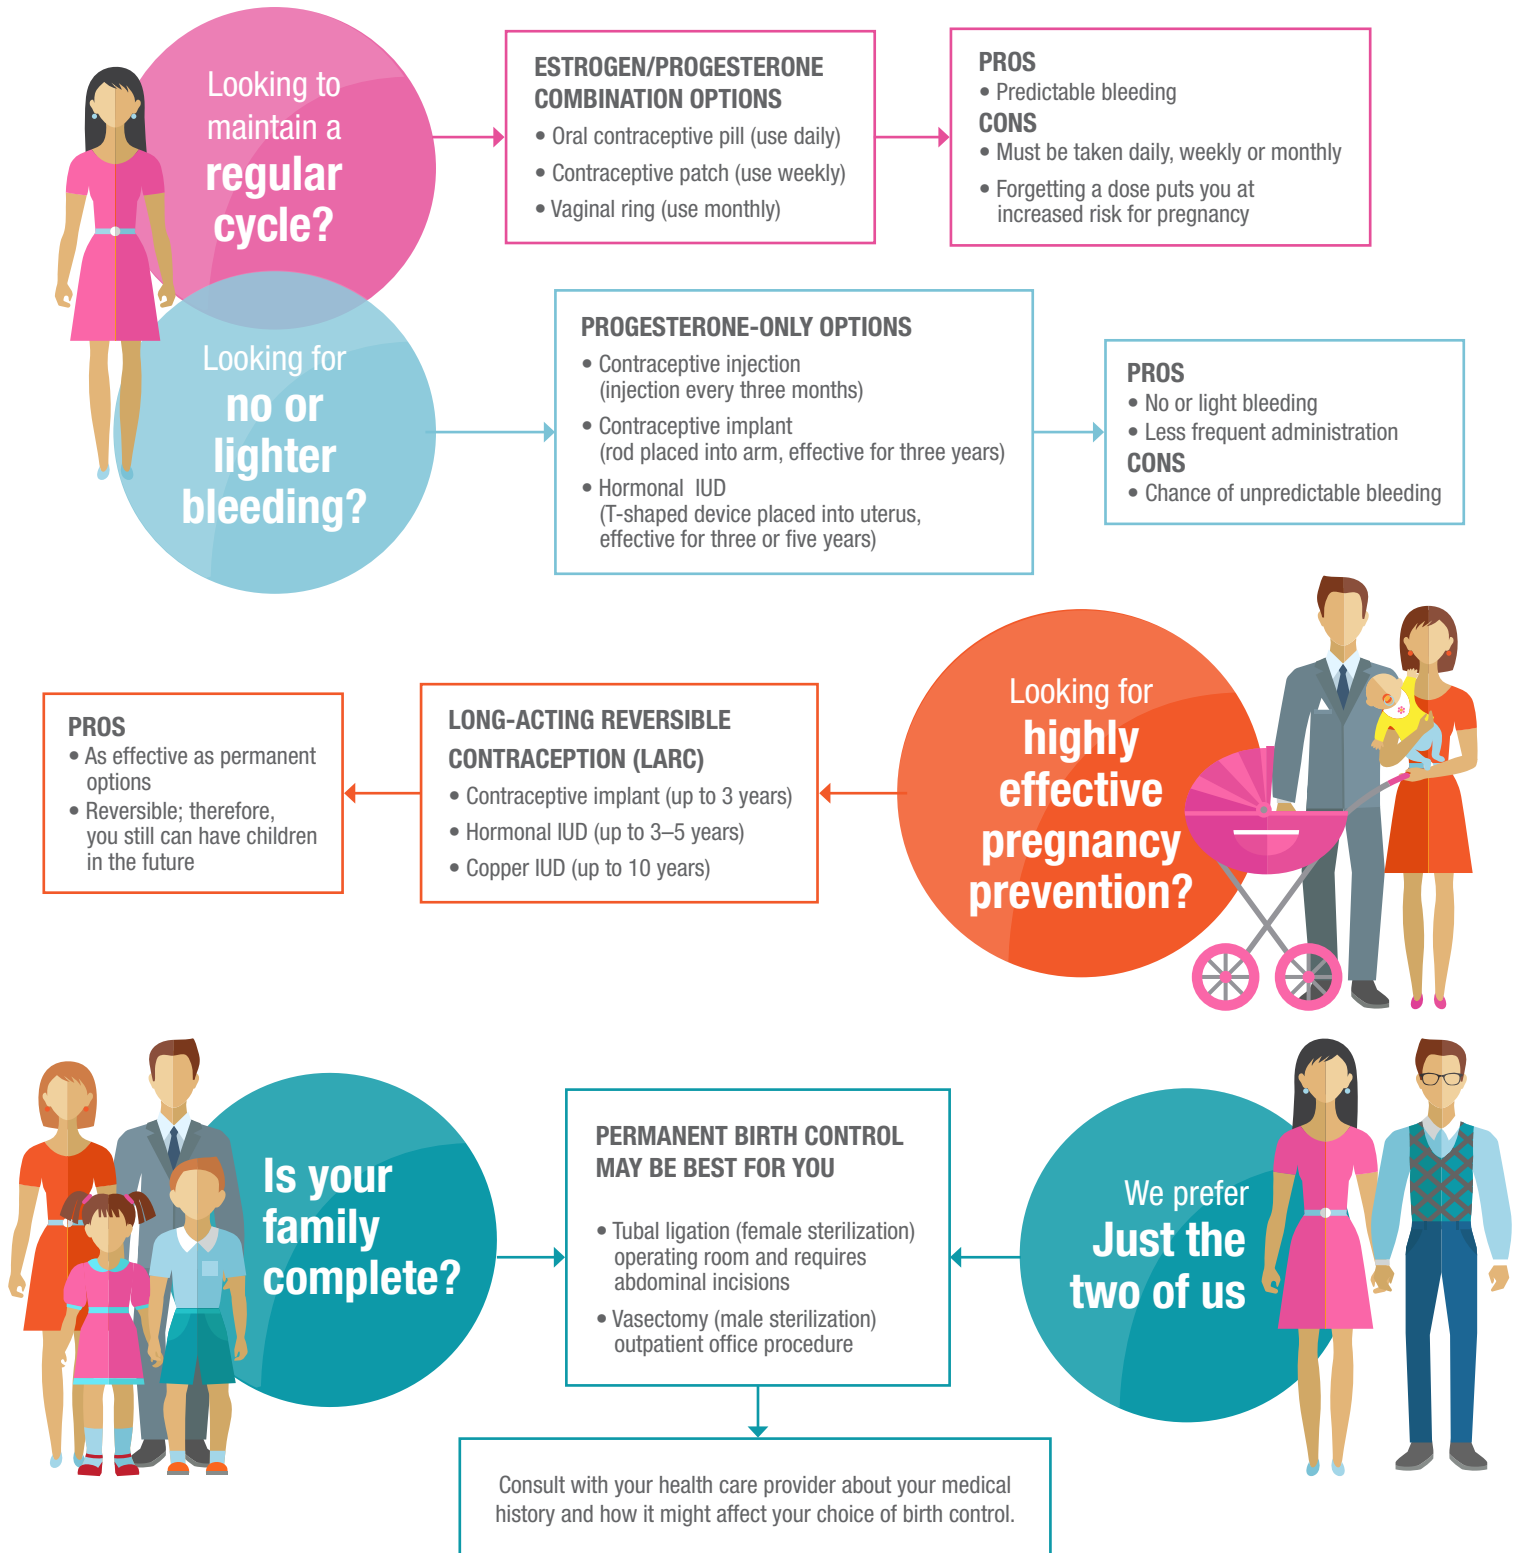 Looking to
maintain a
regular
cycle?
ESTROGEN/PROGESTERONE
COMBINATION OPTIONS
• Oral contraceptive pill (use daily)
• Contraceptive patch (use weekly)
• Vaginal ring (use monthly)
PROS
• Predictable bleeding
CONS
• Must be taken daily, weekly or monthly
• Forgetting a dose puts you at
increased risk for pregnancy
Looking for
no or
lighter
bleeding?
PROGESTERONE-ONLY OPTIONS
• Contraceptive injection
(injection every three months)
• Contraceptive implant
(rod placed into arm, effective for three years)
• Hormonal IUD
(T-shaped device placed into uterus,
effective for three or five years)
PROS
• No or light bleeding
• Less frequent administration
CONS
• Chance of unpredictable bleeding
Looking for
highly
effective
pregnancy
prevention?
LONG-ACTING REVERSIBLE
CONTRACEPTION (LARC)
• Contraceptive implant (up to 3 years)
• Hormonal IUD (up to 3–5 years)
• Copper IUD (up to 10 years)
PROS
• As effective as permanent
options
• Reversible; therefore,
you still can have children
in the future
Is your
family
complete?
PERMANENT BIRTH CONTROL
MAY BE BEST FOR YOU
• Tubal ligation (female sterilization)
operating room and requires
abdominal incisions
• Vasectomy (male sterilization)
outpatient office procedure
We prefer
Just the
two of us
Consult with your health care provider about your medical
history and how it might affect your choice of birth control.